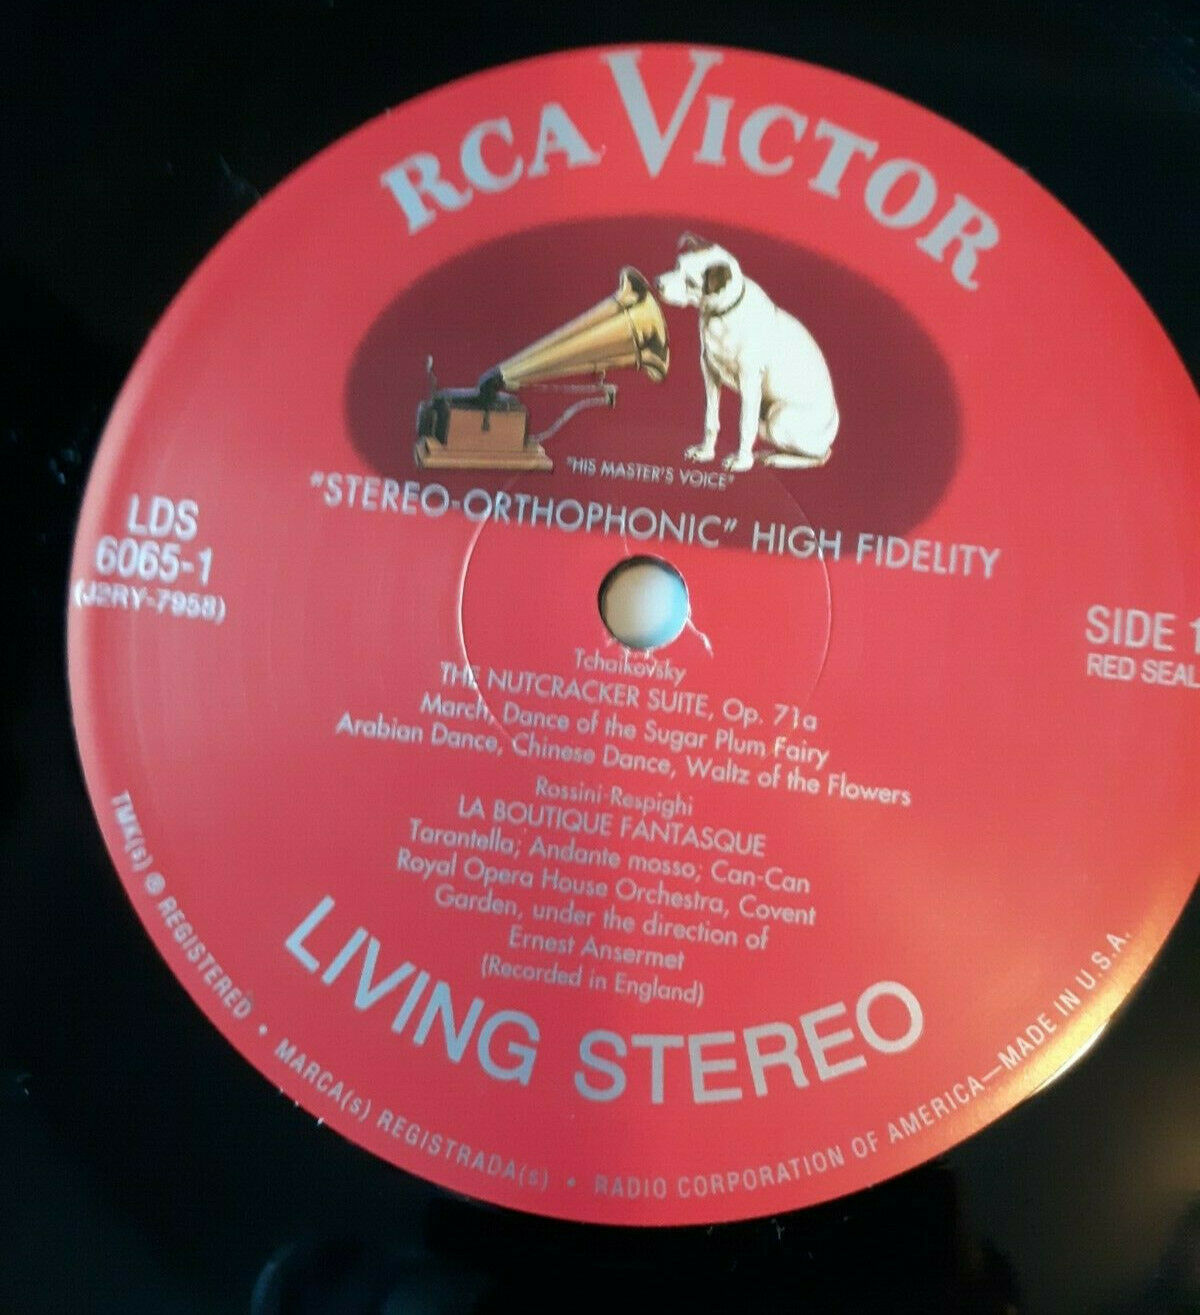 RCA VICTOR
"HIS MASTER'S VOICE"
"STEREO-ORTHOPHONIC" HIGH FIDELITY
LDS
6065-1
(J2RY-7958)
SIDE 1
RED SEAL
Tchaikovsky
THE NUTCRACKER SUITE, Op. 71a
March, Dance of the Sugar Plum Fairy
Arabian Dance, Chinese Dance, Waltz of the Flowers
Rossini-Respighi
LA BOUTIQUE FANTASQUE
Tarantella; Andante mosso; Can-Can
Royal Opera House Orchestra, Covent
Garden, under the direction of
Ernest Ansermet
(Recorded in England)
LIVING STEREO
TMK(s) ® REGISTERED • MARCA(s) REGISTRADA(s) • RADIO CORPORATION OF AMERICA—MADE IN U.S.A.